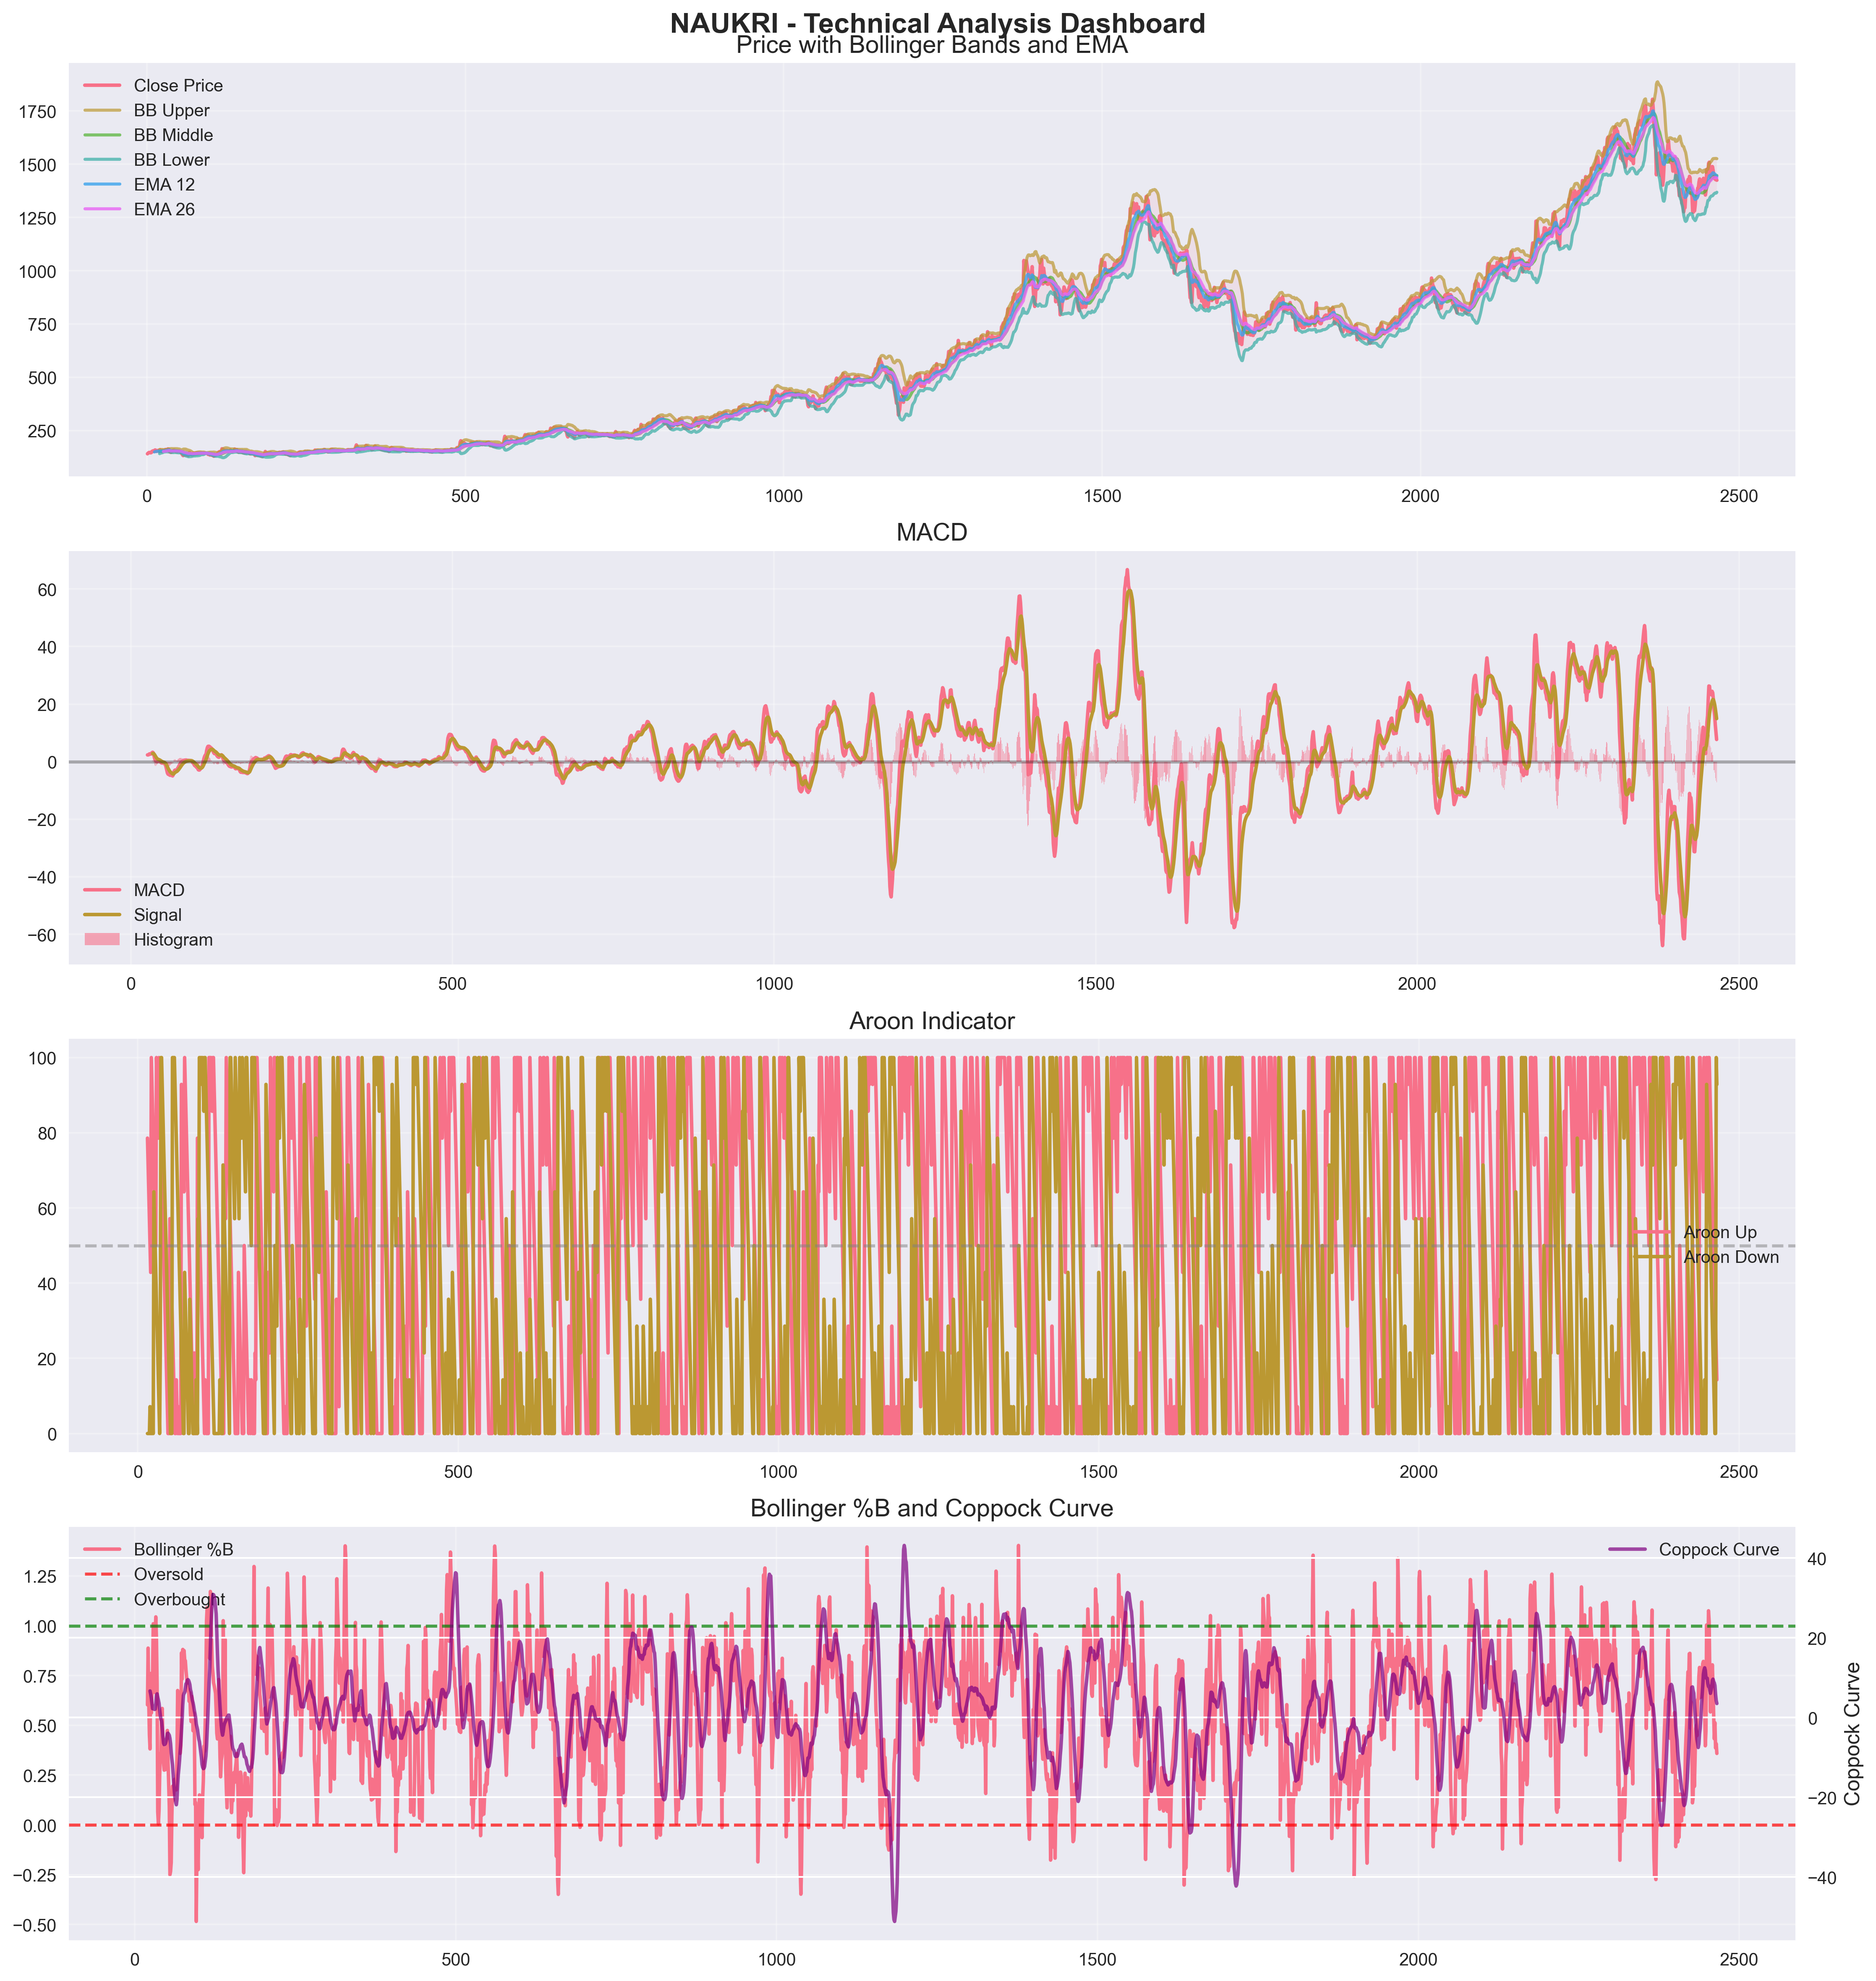 NAUKRI - Technical Analysis Dashboard
Price with Bollinger Bands and EMA
Close Price
BB Upper
BB Middle
BB Lower
EMA 12
EMA 26
1750
1500
1250
1000
750
500
250
0 500 1000 1500 2000 2500
MACD
60
40
20
0
−20
−40
−60
MACD
Signal
Histogram
0 500 1000 1500 2000 2500
Aroon Indicator
100
80
60
40
20
0
Aroon Up
Aroon Down
0 500 1000 1500 2000 2500
Bollinger %B and Coppock Curve
Bollinger %B
Oversold
Overbought
Coppock Curve
1.25
1.00
0.75
0.50
0.25
0.00
−0.25
−0.50
40
20
0
−20
−40
Coppock Curve
0 500 1000 1500 2000 2500